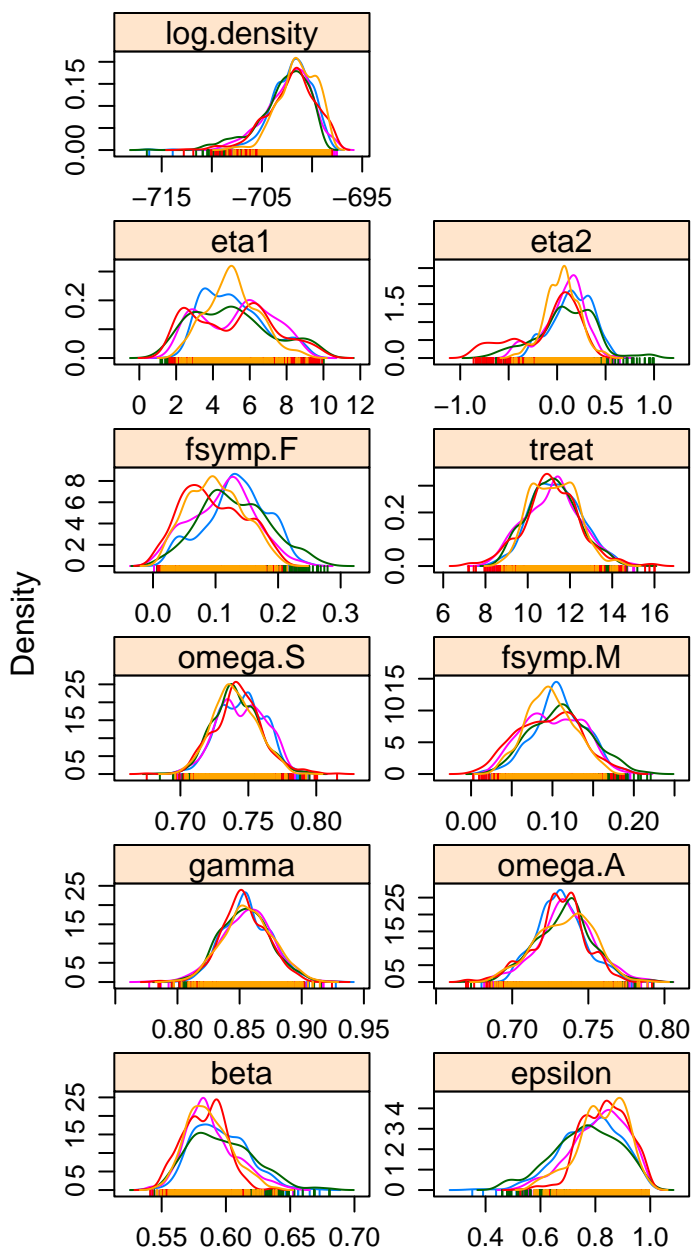 log.density
0.00 0.15
−715 −705 −695
eta1
0.0 0.2
0 2 4 6 8 10 12
eta2
0.0 1.5
−1.0 0.0 0.5 1.0
fsymp.F
0 2 4 6 8
0.0 0.1 0.2 0.3
treat
0.0 0.2
6 8 10 12 14 16
Density
omega.S
0 5 15 25
0.70 0.75 0.80
fsymp.M
0 5 10 15
0.00 0.10 0.20
gamma
0 5 15 25
0.80 0.85 0.90 0.95
omega.A
0 5 15 25
0.70 0.75 0.80
beta
0 5 15 25
0.55 0.60 0.65 0.70
epsilon
0 1 2 3 4
0.4 0.6 0.8 1.0